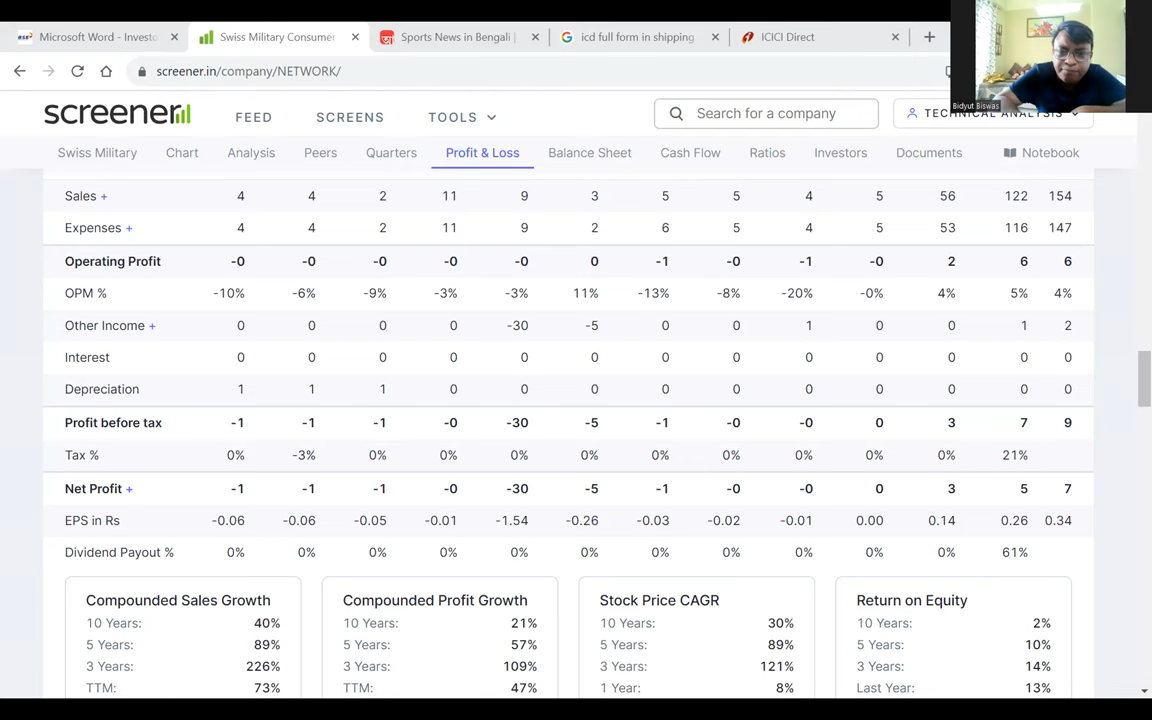 BSE Microsoft Word - Investo
Swiss Military Consumer
Sports News in Bengali |
icd full form in shipping
ICICI Direct
screener.in/company/NETWORK/
Bidyut Biswas
screener
FEED
SCREENS
TOOLS
Search for a company
TECHNICAL ANALYSIS
Swiss Military Chart Analysis Peers Quarters Profit & Loss Balance Sheet Cash Flow Ratios Investors Documents Notebook
Sales + 4 4 2 11 9 3 5 5 4 5 56 122 154
Expenses + 4 4 2 11 9 2 6 5 4 5 53 116 147
Operating Profit -0 -0 -0 -0 -0 0 -1 -0 -1 -0 2 6 6
OPM % -10% -6% -9% -3% -3% 11% -13% -8% -20% -0% 4% 5% 4%
Other Income + 0 0 0 0 -30 -5 0 0 1 0 0 1 2
Interest 0 0 0 0 0 0 0 0 0 0 0 0 0
Depreciation 1 1 1 0 0 0 0 0 0 0 0 0 0
Profit before tax -1 -1 -1 -0 -30 -5 -1 -0 -0 0 3 7 9
Tax % 0% -3% 0% 0% 0% 0% 0% 0% 0% 0% 0% 21%
Net Profit + -1 -1 -1 -0 -30 -5 -1 -0 -0 0 3 5 7
EPS in Rs -0.06 -0.06 -0.05 -0.01 -1.54 -0.26 -0.03 -0.02 -0.01 0.00 0.14 0.26 0.34
Dividend Payout % 0% 0% 0% 0% 0% 0% 0% 0% 0% 0% 0% 61%
Compounded Sales Growth
10 Years: 40%
5 Years: 89%
3 Years: 226%
TTM: 73%
Compounded Profit Growth
10 Years: 21%
5 Years: 57%
3 Years: 109%
TTM: 47%
Stock Price CAGR
10 Years: 30%
5 Years: 89%
3 Years: 121%
1 Year: 8%
Return on Equity
10 Years: 2%
5 Years: 10%
3 Years: 14%
Last Year: 13%